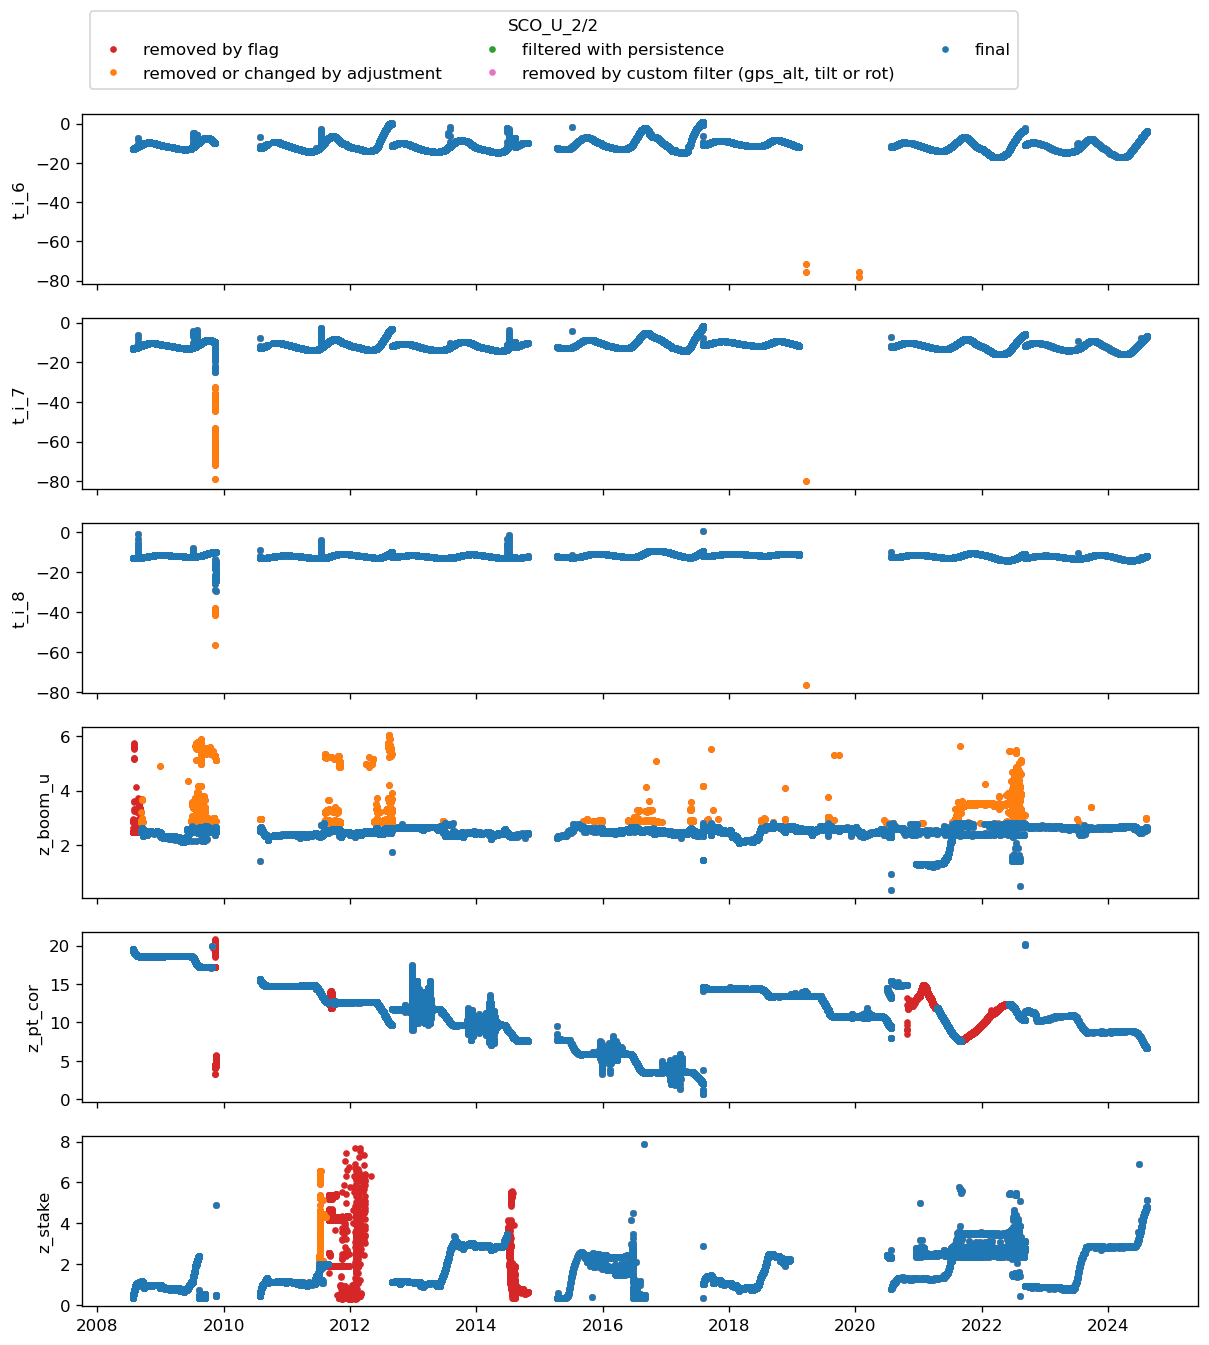 SCO_U_2/2
removed by flag
removed or changed by adjustment
filtered with persistence
removed by custom filter (gps_alt, tilt or rot)
final
t_i_6
0
−20
−40
−60
−80
t_i_7
0
−20
−40
−60
−80
t_i_8
0
−20
−40
−60
−80
z_boom_u
6
4
2
z_pt_cor
20
15
10
5
0
z_stake
8
6
4
2
0
2008 2010 2012 2014 2016 2018 2020 2022 2024